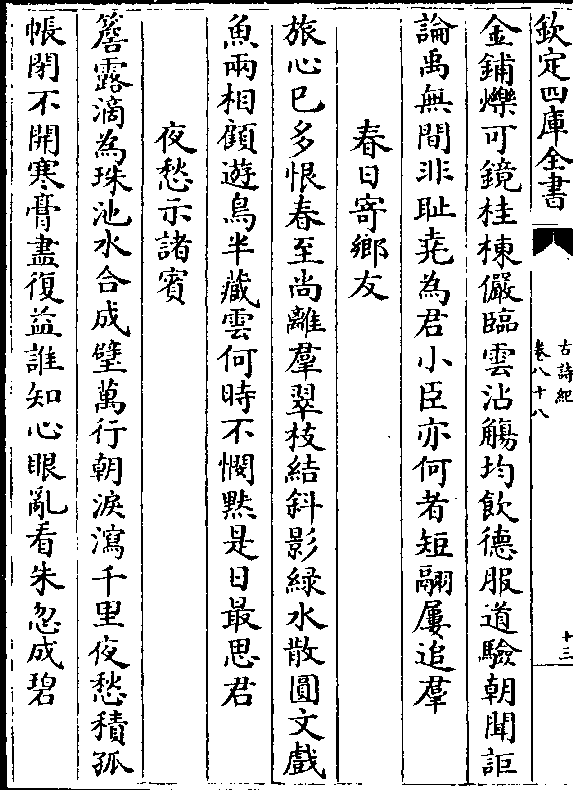 欽定四庫全書
古詩紀
卷八十八
十三
金鋪爍可鏡桂棟儼臨雲沾觴均飲德服道驗朝聞詎
論禹無間非耻堯為君小臣亦何者短翮屢追羣
春日寄鄉友
旅心已多恨春至尚離羣翠枝結斜影緑水散圓文戲
魚兩相顧遊鳥半藏雲何時不憫黙是日最思君
夜愁示諸賓
簷露滴為珠池水合成璧萬行朝淚瀉千里夜愁積孤
帳閉不開寒膏盡復益誰知心眼亂看朱忽成碧